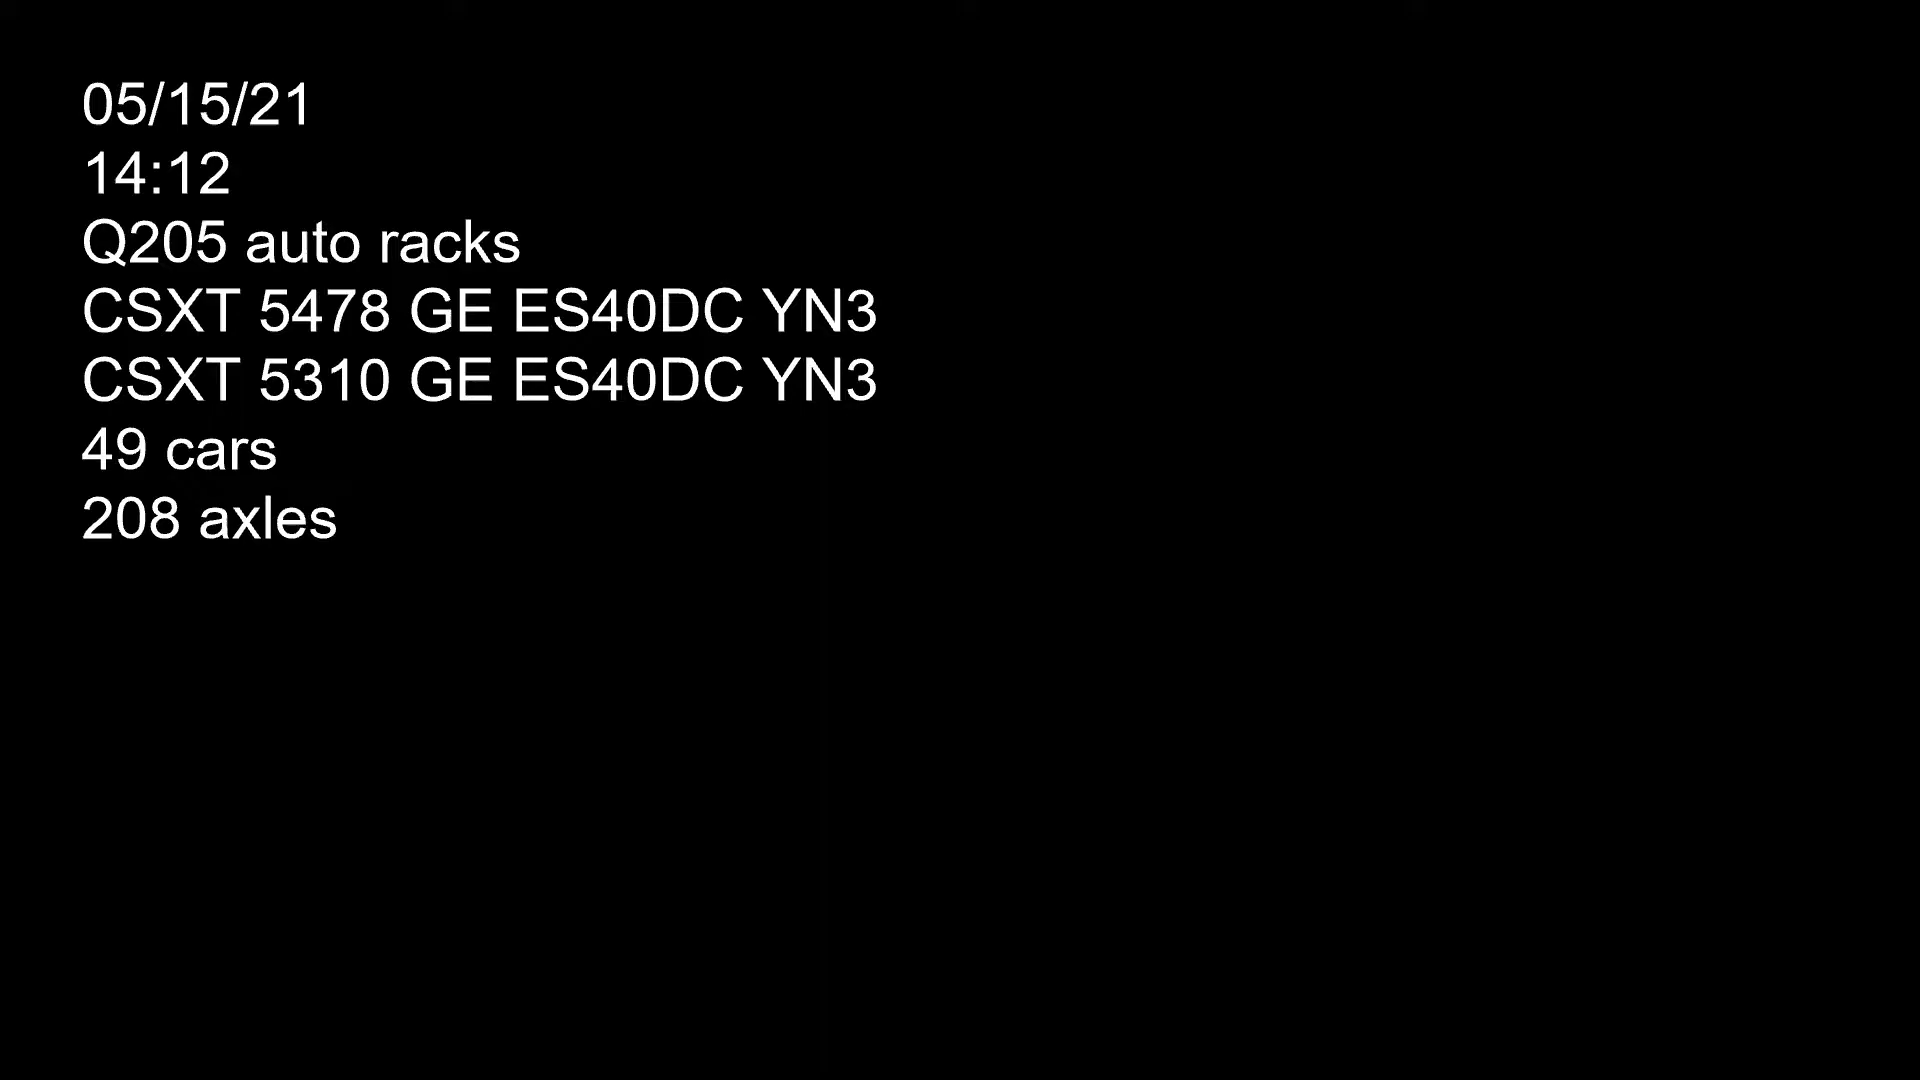 05/15/21
14:12
Q205 auto racks
CSXT 5478 GE ES40DC YN3
CSXT 5310 GE ES40DC YN3
49 cars
208 axles